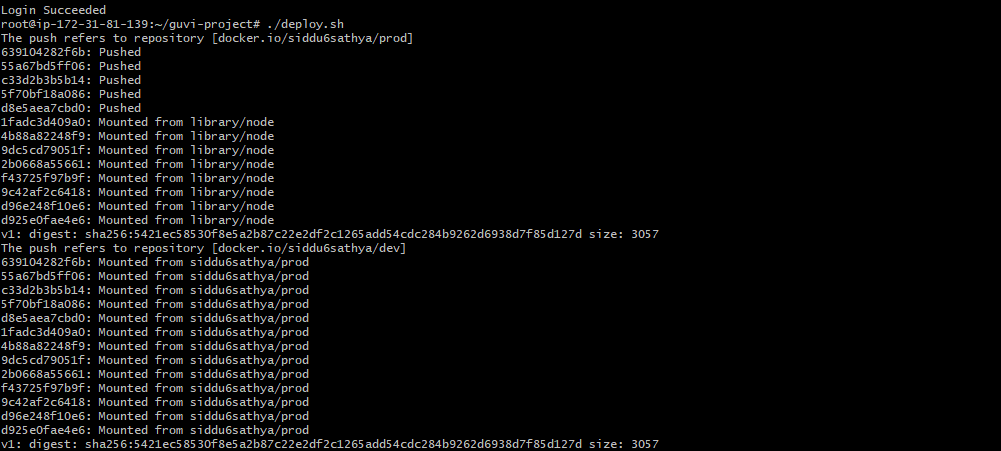 Login Succeeded
root@ip-172-31-81-139:~/guvi-project# ./deploy.sh
The push refers to repository [docker.io/siddu6sathya/prod]
639104282f6b: Pushed
55a67bd5ff06: Pushed
c33d2b3b5b14: Pushed
5f70bf18a086: Pushed
d8e5aea7cbd0: Pushed
1fadc3d409a0: Mounted from library/node
4b88a82248f9: Mounted from library/node
9dc5cd79051f: Mounted from library/node
2b0668a55661: Mounted from library/node
f43725f97b9f: Mounted from library/node
9c42af2c6418: Mounted from library/node
d96e248f10e6: Mounted from library/node
d925e0fae4e6: Mounted from library/node
v1: digest: sha256:5421ec58530f8e5a2b87c22e2df2c1265add54cdc284b9262d6938d7f85d127d size: 3057
The push refers to repository [docker.io/siddu6sathya/dev]
639104282f6b: Mounted from siddu6sathya/prod
55a67bd5ff06: Mounted from siddu6sathya/prod
c33d2b3b5b14: Mounted from siddu6sathya/prod
5f70bf18a086: Mounted from siddu6sathya/prod
d8e5aea7cbd0: Mounted from siddu6sathya/prod
1fadc3d409a0: Mounted from siddu6sathya/prod
4b88a82248f9: Mounted from siddu6sathya/prod
9dc5cd79051f: Mounted from siddu6sathya/prod
2b0668a55661: Mounted from siddu6sathya/prod
f43725f97b9f: Mounted from siddu6sathya/prod
9c42af2c6418: Mounted from siddu6sathya/prod
d96e248f10e6: Mounted from siddu6sathya/prod
d925e0fae4e6: Mounted from siddu6sathya/prod
v1: digest: sha256:5421ec58530f8e5a2b87c22e2df2c1265add54cdc284b9262d6938d7f85d127d size: 3057